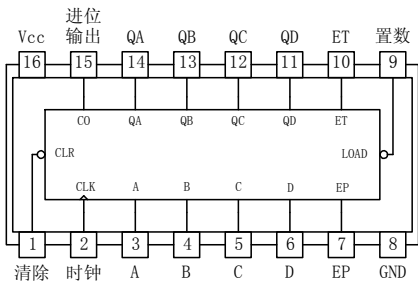 进位
Vcc 输出 QA QB QC QD ET 置数
16 15 14 13 12 11 10 9
CO QA QB QC QD ET
CLR LOAD
CLK A B C D EP
1 2 3 4 5 6 7 8
清除 时钟 A B C D EP GND